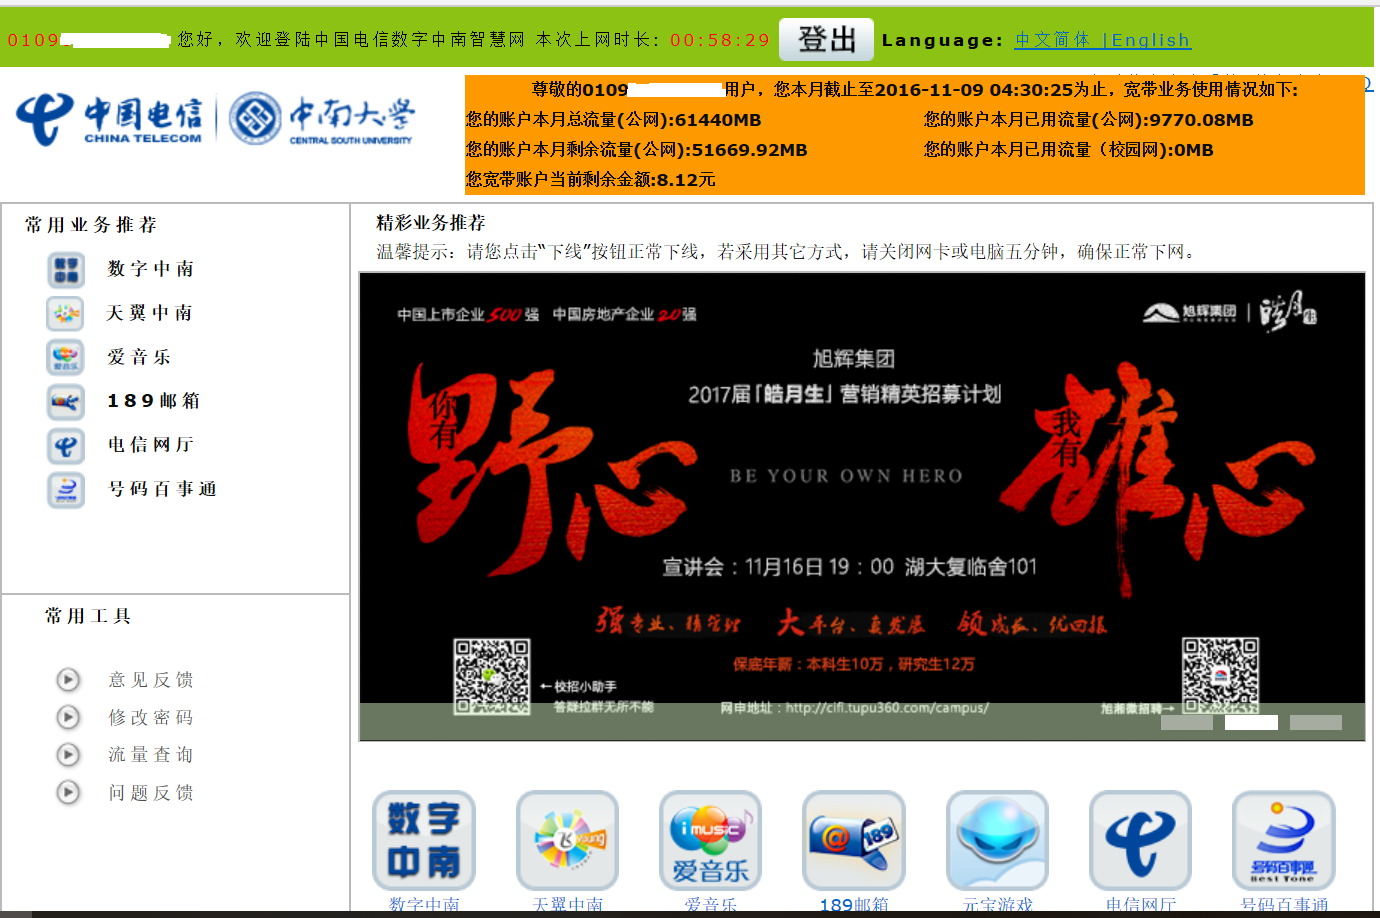 0109 您好，欢迎登陆中国电信数字中南智慧网 本次上网时长: 00:58:29 登出 Language: 中文简体 |English
中国电信 CHINA TELECOM
中南大学 CENTRAL SOUTH UNIVERSITY
尊敬的0109 用户，您本月截止至2016-11-09 04:30:25为止，宽带业务使用情况如下:
您的账户本月总流量(公网):61440MB 您的账户本月已用流量(公网):9770.08MB
您的账户本月剩余流量(公网):51669.92MB 您的账户本月已用流量（校园网):0MB
您宽带账户当前剩余金额:8.12元
常用业务推荐
数字中南
天翼中南
爱音乐
189邮箱
电信网厅
号码百事通
常用工具
意见反馈
修改密码
流量查询
问题反馈
精彩业务推荐
温馨提示：请您点击“下线”按钮正常下线，若采用其它方式，请关闭网卡或电脑五分钟，确保正常下网。
中国上市企业500强 中国房地产企业20强
旭辉集团 | 皓月生
旭辉集团
2017届「皓月生」营销精英招募计划
你有野心
BE YOUR OWN HERO
我有雄心
宣讲会：11月16日 19：00 湖大复临舍101
强专业、精管理 大平台、真发展 领成长、优回报
保底年薪：本科生10万，研究生12万
←校招小助手
答疑拉群无所不能
网申地址：http://cifi.tupu360.com/campus/
旭湘微招聘→
数字中南
young
i music 爱音乐
@ 189
号码百事通 Best Tone
数字中南 天翼中南 爱音乐 189邮箱 元宝游戏 电信网厅 号码百事通